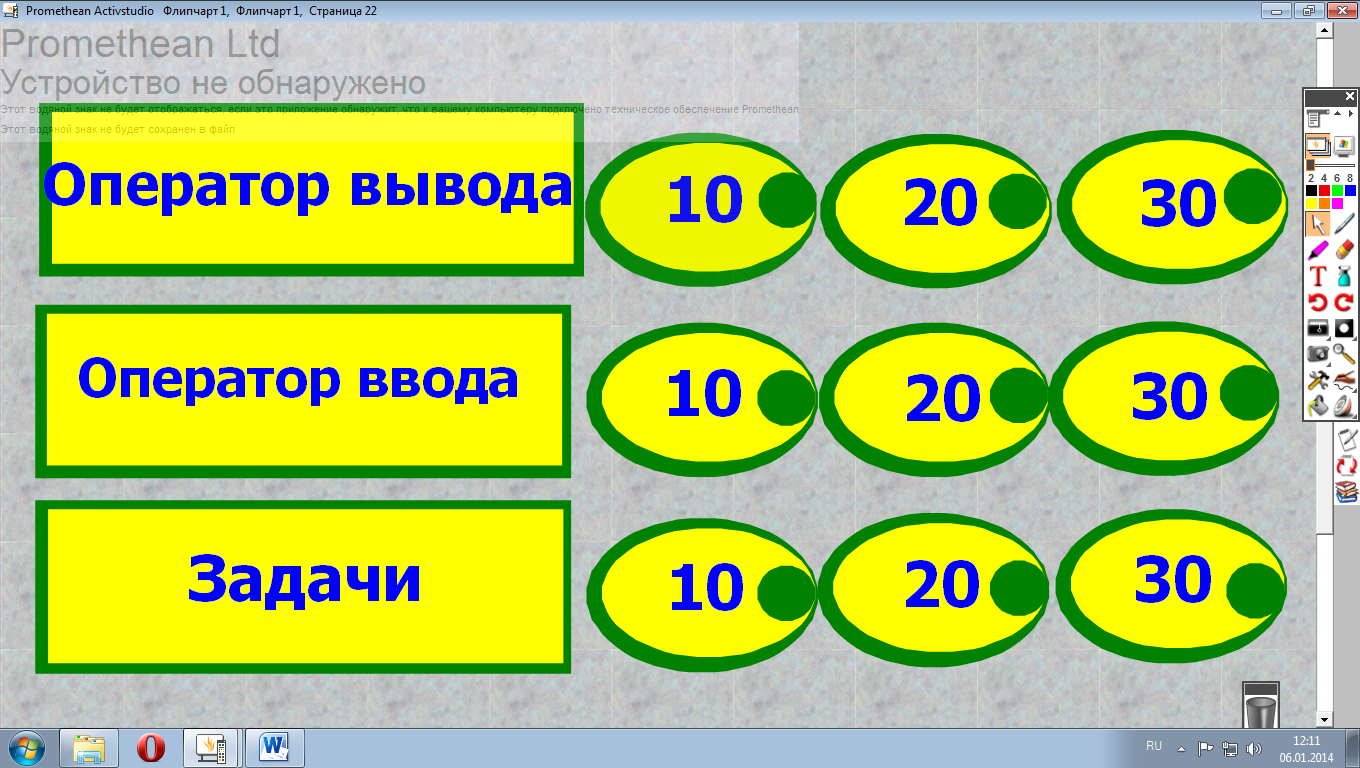 Promethean Activstudio Флипчарт 1, Флипчарт 1, Страница 22
Promethean Ltd
Устройство не обнаружено
Этот водяной знак не будет отображаться, если это приложение обнаружит, что к вашему компьютеру подключено техническое обеспечение Promethean
Этот водяной знак не будет сохранен в файл
Оператор вывода 10 20 30
2 4 6 8
Оператор ввода 10 20 30
Задачи 10 20 30
RU
12:11
06.01.2014